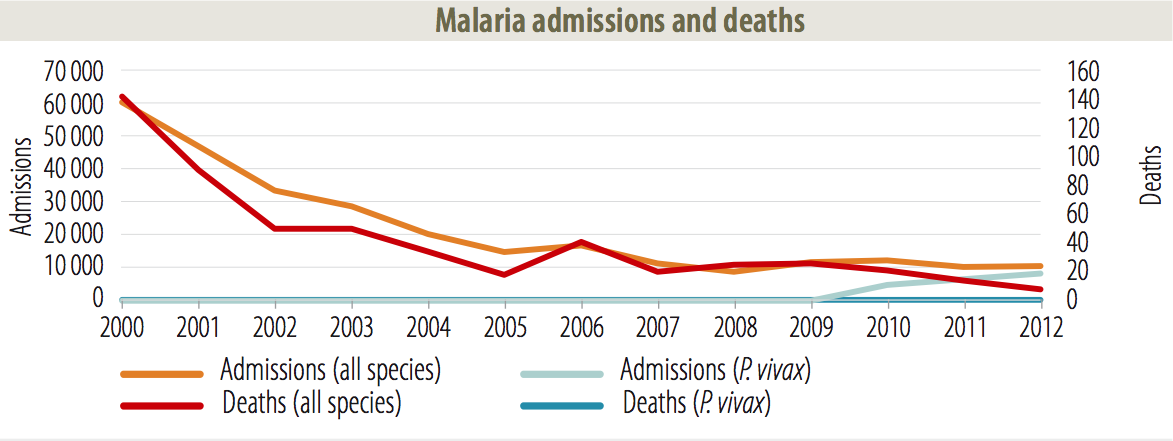 Malaria admissions and deaths
70 000
60 000
50 000
40 000
30 000
20 000
10 000
0
Admissions
160
140
120
100
80
60
40
20
0
Deaths
2000 2001 2002 2003 2004 2005 2006 2007 2008 2009 2010 2011 2012
Admissions (all species)
Admissions (P. vivax)
Deaths (all species)
Deaths (P. vivax)